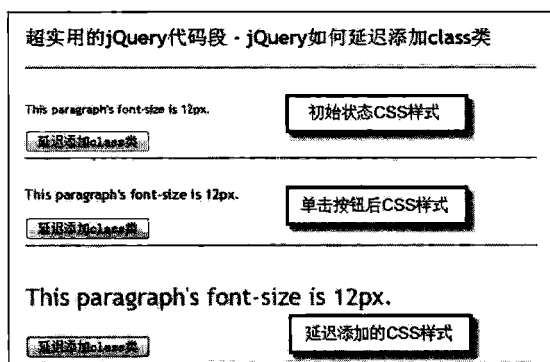 超实用的jQuery代码段 - jQuery如何延迟添加class类
This paragraph's font-size is 12px.
初始状态CSS样式
延迟添加class类
This paragraph's font-size is 12px.
单击按钮后CSS样式
延迟添加class类
This paragraph's font-size is 12px.
延迟添加的CSS样式
延迟添加class类